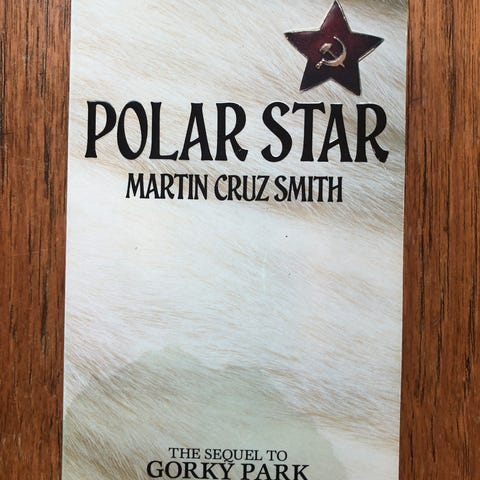 POLAR STAR
MARTIN CRUZ SMITH
THE SEQUEL TO
GORKY PARK